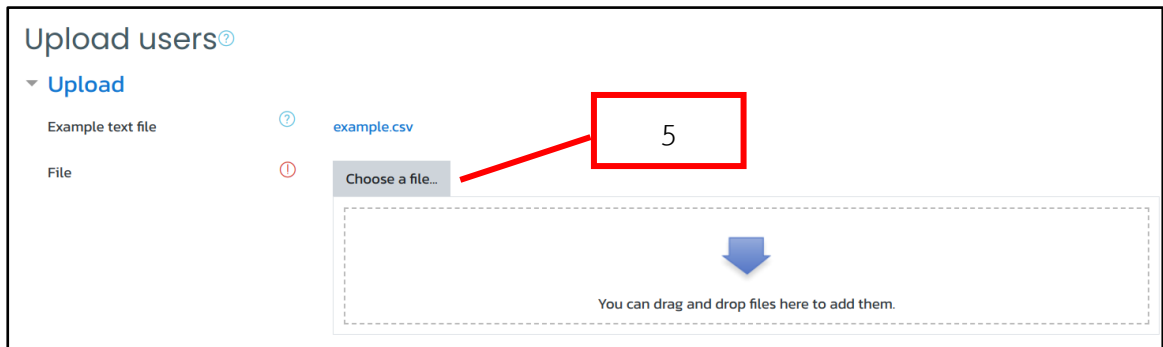 Upload users
Upload
Example text file
example.csv
5
File
Choose a file...
You can drag and drop files here to add them.